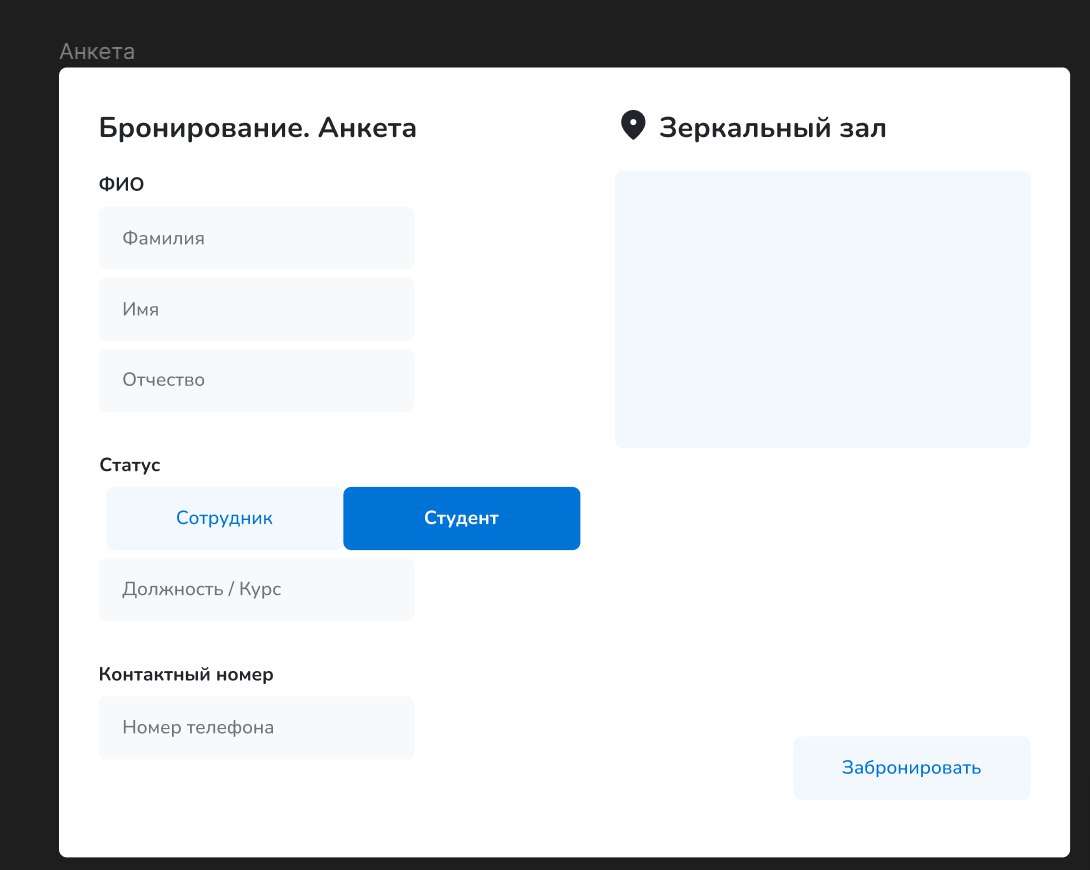 Анкета
Бронирование. Анкета
ФИО
Фамилия
Имя
Отчество
Статус
Сотрудник
Студент
Должность / Курс
Контактный номер
Номер телефона
Зеркальный зал
Забронировать